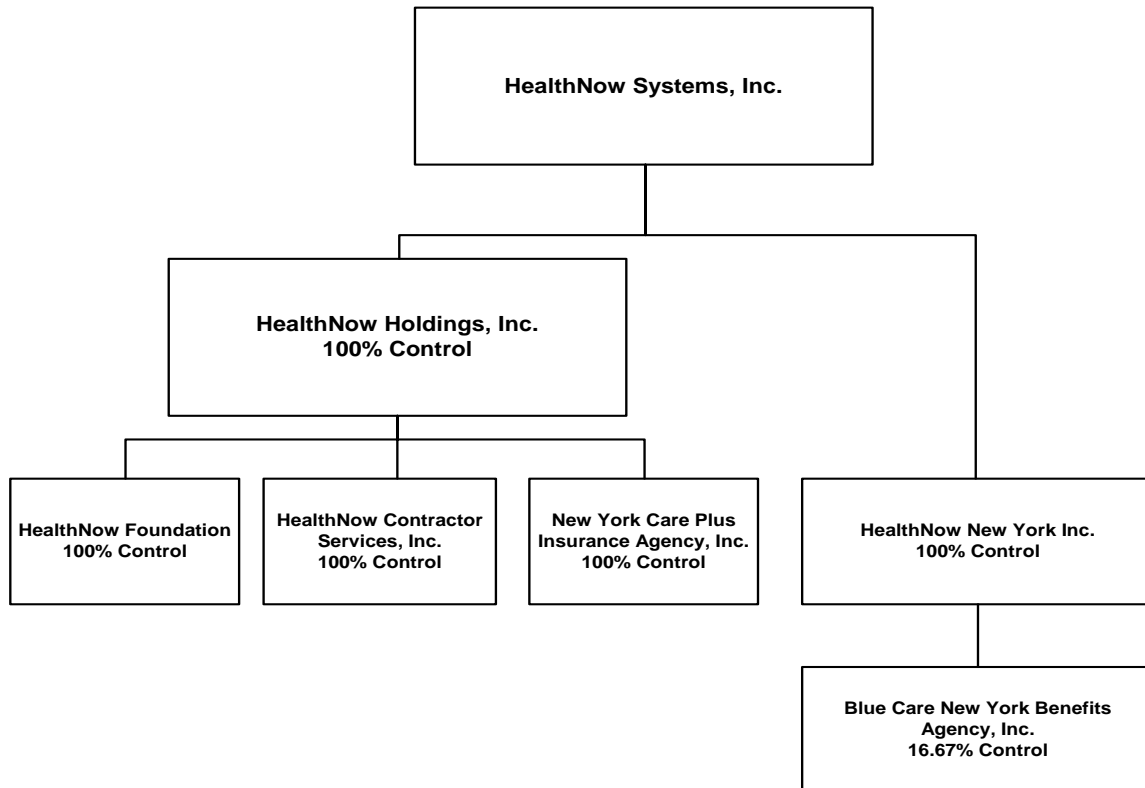 HealthNow Systems, Inc.
HealthNow Holdings, Inc.
100% Control
HealthNow Foundation
100% Control
HealthNow Contractor
Services, Inc.
100% Control
New York Care Plus
Insurance Agency, Inc.
100% Control
HealthNow New York Inc.
100% Control
Blue Care New York Benefits
Agency, Inc.
16.67% Control